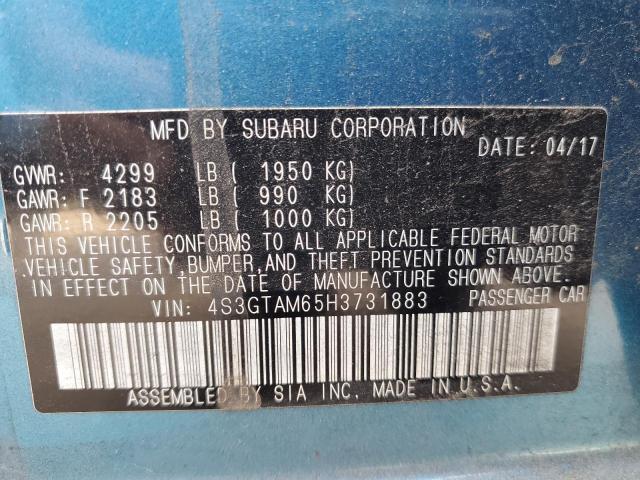 MFD BY SUBARU CORPORATION
DATE: 04/17
GVWR: 4299 LB ( 1950 KG)
GAWR: F 2183 LB ( 990 KG)
GAWR: R 2205 LB ( 1000 KG)
THIS VEHICLE CONFORMS TO ALL APPLICABLE FEDERAL MOTOR
VEHICLE SAFETY, BUMPER, AND THEFT PREVENTION STANDARDS
IN EFFECT ON THE DATE OF MANUFACTURE SHOWN ABOVE.
VIN: 4S3GTAM65H3731883 PASSENGER CAR
ASSEMBLED BY SIA INC. MADE IN U.S.A.